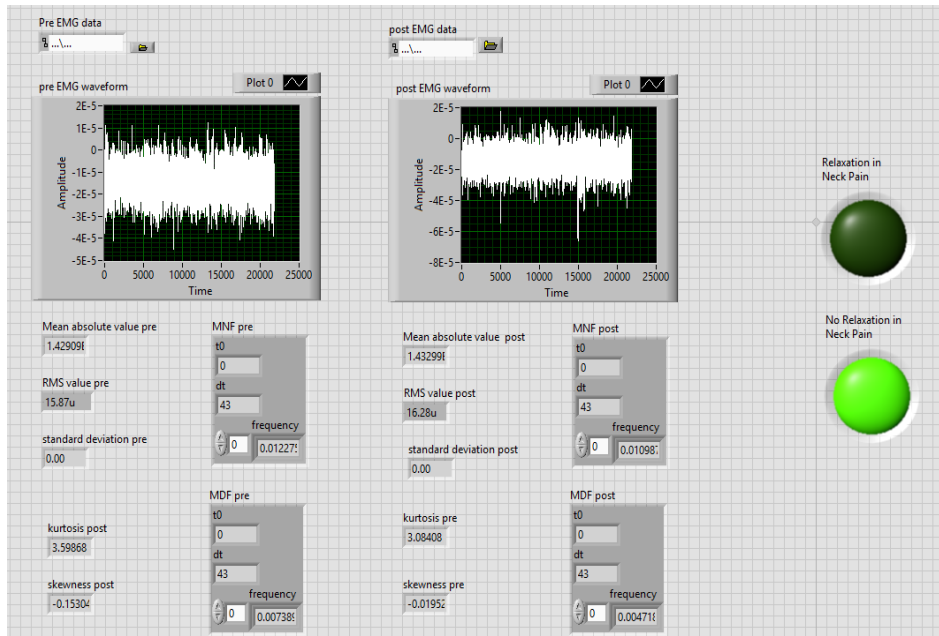 Pre EMG data
...\...
post EMG data
...\...
pre EMG waveform
Plot 0
Amplitude
2E-5
1E-5
0
-1E-5
-2E-5
-3E-5
-4E-5
-5E-5
0 5000 10000 15000 20000 25000
Time
post EMG waveform
Plot 0
Amplitude
2E-5
0
-2E-5
-4E-5
-6E-5
-8E-5
0 5000 10000 15000 20000 25000
Time
Relaxation in
Neck Pain
No Relaxation in
Neck Pain
Mean absolute value pre
1.42909E
RMS value pre
15.87u
standard deviation pre
0.00
MNF pre
t0
0
dt
43
frequency
0
0.01227
Mean absolute value post
1.43299E
RMS value post
16.28u
standard deviation post
0.00
MNF post
t0
0
dt
43
frequency
0
0.01098
kurtosis post
3.59868
skewness post
-0.15304
MDF pre
t0
0
dt
43
frequency
0
0.00738
kurtosis pre
3.08408
skewness pre
-0.01952
MDF post
t0
0
dt
43
frequency
0
0.00471